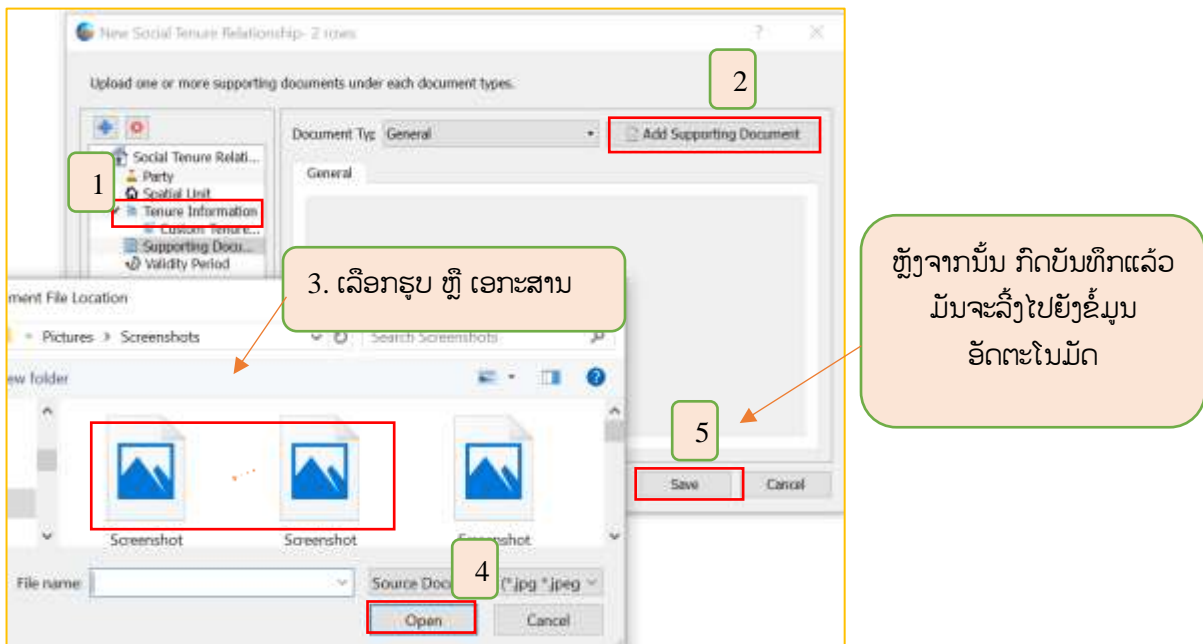 New Social Tenure Relationship- 2 rows
Upload one or more supporting documents under each document types.
2
Document Typ General
Add Supporting Document
Social Tenure Relati...
Party
1
Spatial Unit
Tenure Information
Custom Tenure...
Supporting Docu...
Validity Period
General
3. ເລືອກຮູບ ຫຼື ເອກະສານ
ຫຼັງຈາກນັ້ນ ກົດບັນທຶກແລ້ວ
ມັນຈະລີ້ງໄປຍັງຂໍ້ມູນ
ອັດຕະໂນມັດ
ment File Location
Pictures > Screenshots
Search Screenshots
ew folder
5
Save
Cancel
Screenshot
Screenshot
Screenshot
4
File name:
Source Doc (*.jpg *.jpeg
Open
Cancel